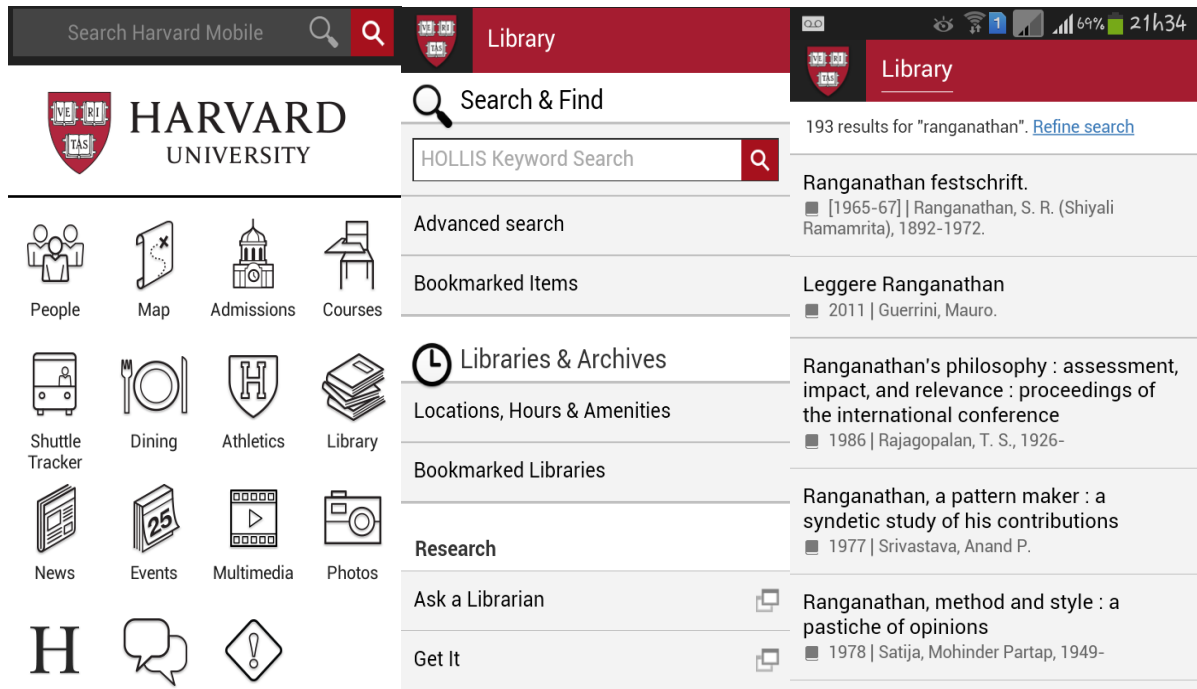 Search Harvard Mobile
VE RI
TAS
HARVARD
UNIVERSITY
People
Map
Admissions
Courses
Shuttle
Tracker
Dining
Athletics
Library
H
News
Events
Multimedia
Photos
25
H
VE RI
TAS
Library
Search & Find
HOLLIS Keyword Search
Advanced search
Bookmarked Items
Libraries & Archives
Locations, Hours & Amenities
Bookmarked Libraries
Research
Ask a Librarian
Get It
1 69% 21h34
VE RI
TAS
Library
193 results for "ranganathan". Refine search
Ranganathan festschrift.
[1965-67] | Ranganathan, S. R. (Shiyali
Ramamrita), 1892-1972.
Leggere Ranganathan
2011 | Guerrini, Mauro.
Ranganathan's philosophy : assessment,
impact, and relevance : proceedings of
the international conference
1986 | Rajagopalan, T. S., 1926-
Ranganathan, a pattern maker : a
syndetic study of his contributions
1977 | Srivastava, Anand P.
Ranganathan, method and style : a
pastiche of opinions
1978 | Satija, Mohinder Partap, 1949-